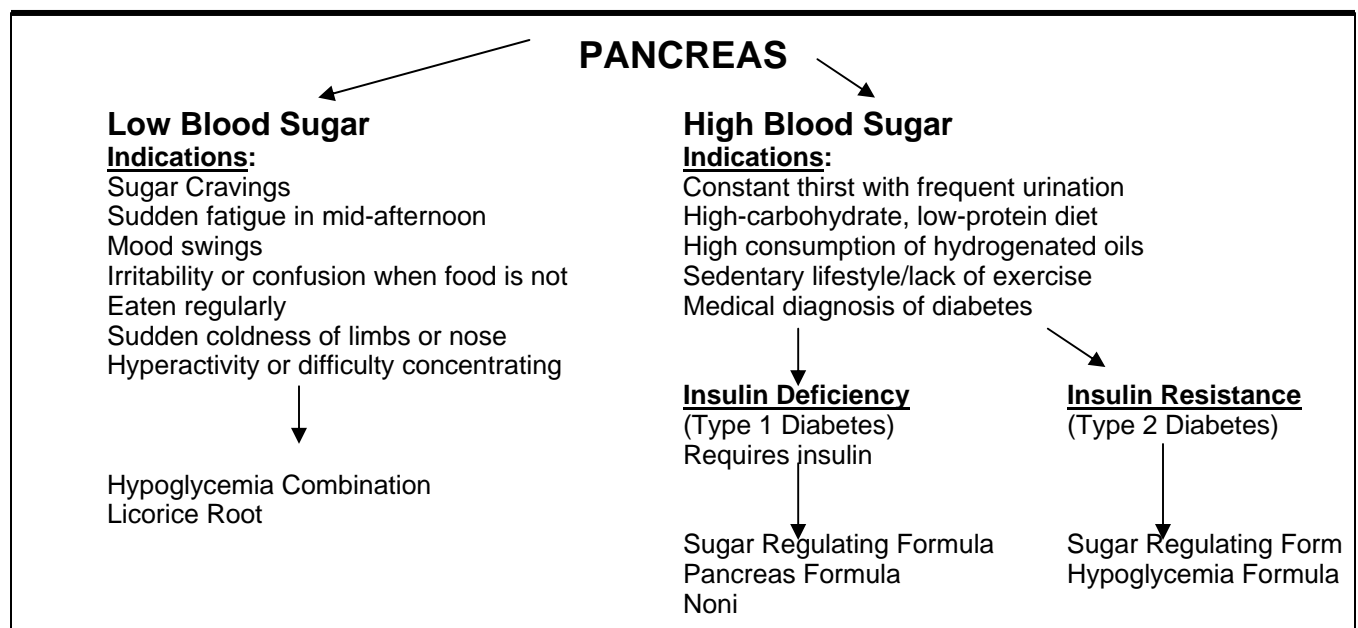 PANCREAS
Low Blood Sugar
Indications:
Sugar Cravings
Sudden fatigue in mid-afternoon
Mood swings
Irritability or confusion when food is not
Eaten regularly
Sudden coldness of limbs or nose
Hyperactivity or difficulty concentrating
Hypoglycemia Combination
Licorice Root
High Blood Sugar
Indications:
Constant thirst with frequent urination
High-carbohydrate, low-protein diet
High consumption of hydrogenated oils
Sedentary lifestyle/lack of exercise
Medical diagnosis of diabetes
Insulin Deficiency
(Type 1 Diabetes)
Requires insulin
Sugar Regulating Formula
Pancreas Formula
Noni
Insulin Resistance
(Type 2 Diabetes)
Sugar Regulating Form
Hypoglycemia Formula